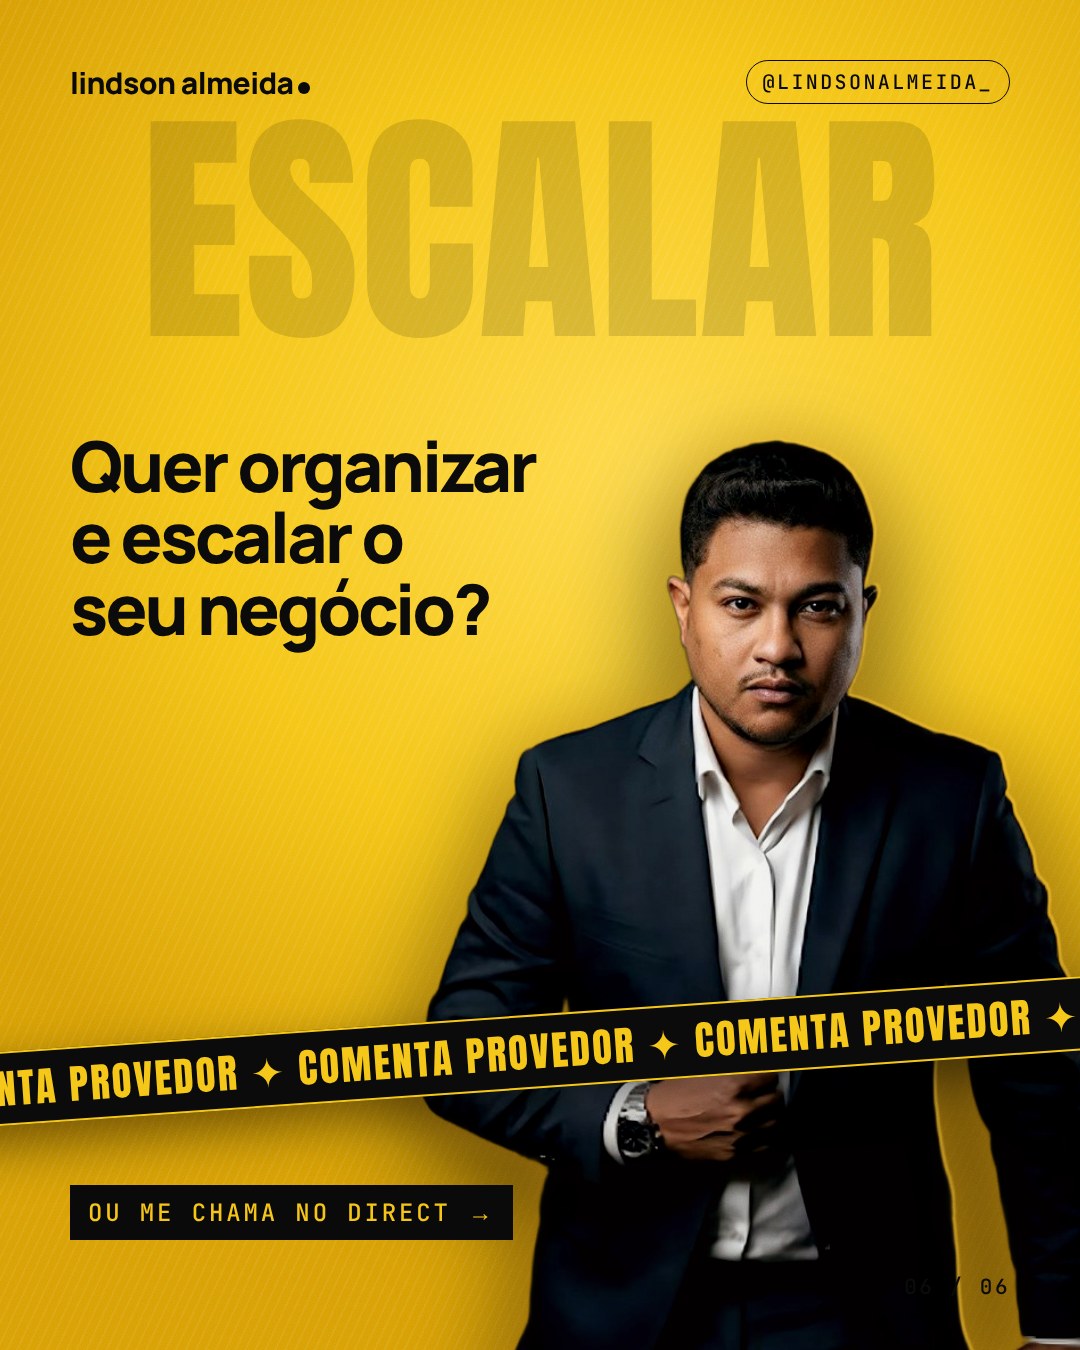 lindson almeida
@LINDSONALMEIDA_
ESCALAR
Quer organizar
e escalar o
seu negócio?
NTA PROVEDOR ✦ COMENTA PROVEDOR ✦ COMENTA PROVEDOR ✦
OU ME CHAMA NO DIRECT →
06 / 06